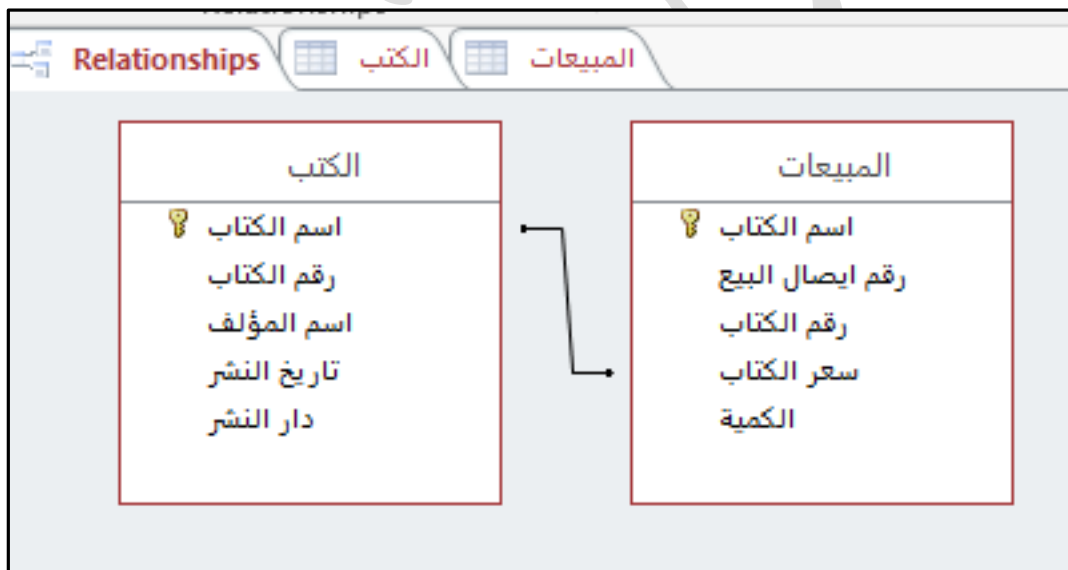 Relationships
Relationships الكتب المبيعات
الكتب
اسم الكتاب
رقم الكتاب
اسم المؤلف
تاريخ النشر
دار النشر
المبيعات
اسم الكتاب
رقم ايصال البيع
رقم الكتاب
سعر الكتاب
الكمية